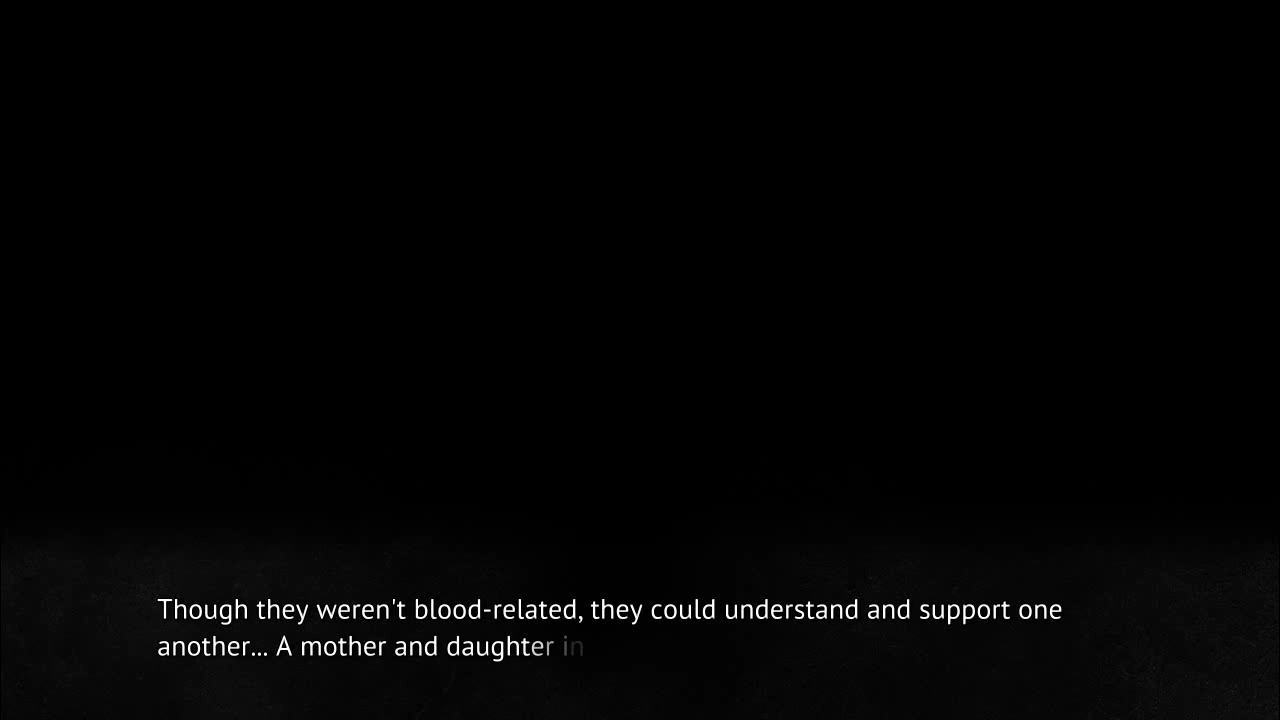 Though they weren't blood-related, they could understand and support one
another... A mother and daughter in